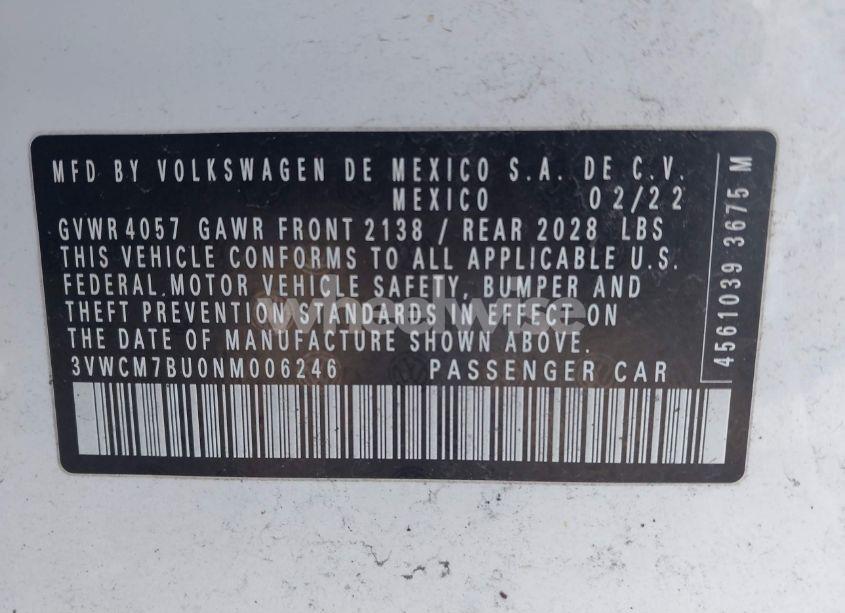 MFD BY VOLKSWAGEN DE MEXICO S.A. DE C.V.
MEXICO 02/22
GVWR4057 GAWR FRONT 2138 / REAR 2028 LBS
THIS VEHICLE CONFORMS TO ALL APPLICABLE U.S.
FEDERAL MOTOR VEHICLE SAFETY, BUMPER AND
THEFT PREVENTION STANDARDS IN EFFECT ON
THE DATE OF MANUFACTURE SHOWN ABOVE.
3VWCM7BU0NM006246 PASSENGER CAR
4561039 3675 M
wheelwise